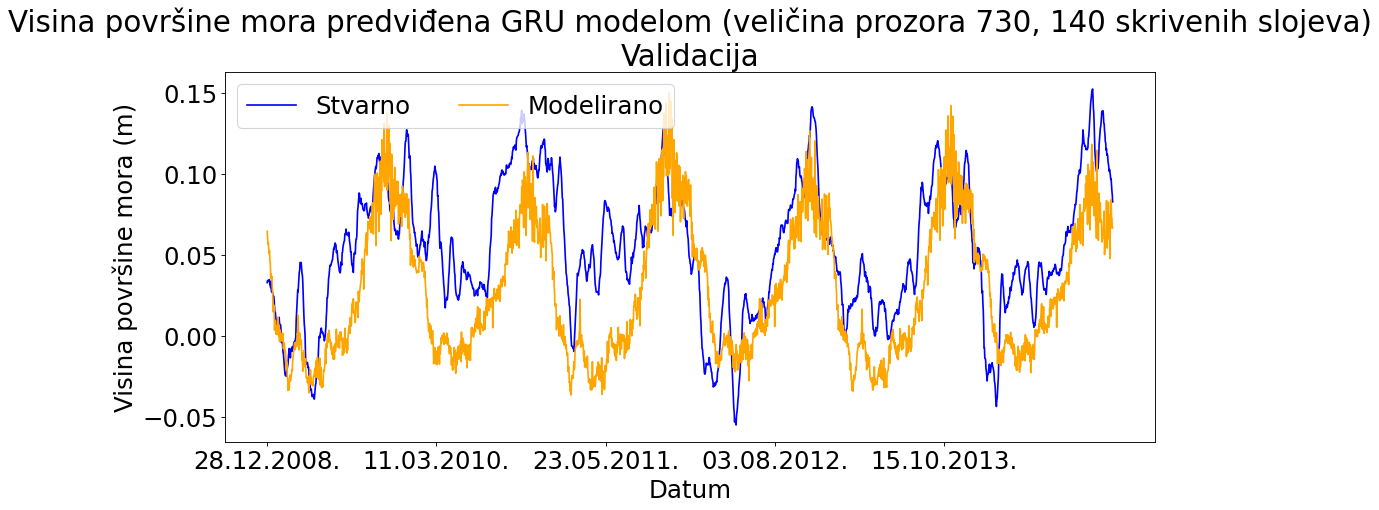 Visina površine mora predviđena GRU modelom (veličina prozora 730, 140 skrivenih slojeva)
Validacija
Stvarno
Modelirano
Visina površine mora (m)
0.15
0.10
0.05
0.00
−0.05
28.12.2008.
11.03.2010.
23.05.2011.
03.08.2012.
15.10.2013.
Datum